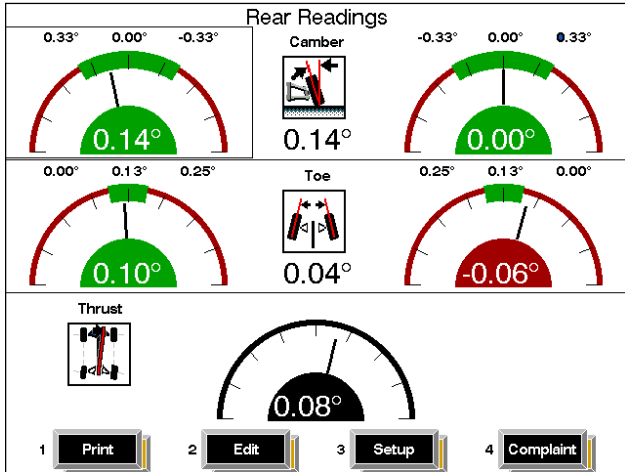 Rear Readings
0.33° 0.00° -0.33° Camber -0.33° 0.00° 0.33°
0.14° 0.14° 0.00°
0.00° 0.13° 0.25° Toe 0.25° 0.13° 0.00°
0.10° 0.04° -0.06°
Thrust
0.08°
1 Print 2 Edit 3 Setup 4 Complaint